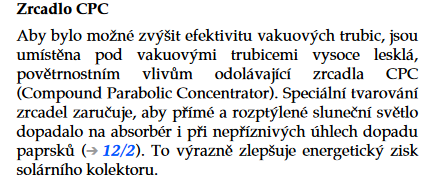 Zrcadlo CPC
Aby bylo možné zvýšit efektivitu vakuových trubic, jsou
umístěna pod vakuovými trubicemi vysoce lesklá,
povětrnostním vlivům odolávající zrcadla CPC
(Compound Parabolic Concentrator). Speciální tvarování
zrcadel zaručuje, aby přímé a rozptýlené sluneční světlo
dopadalo na absorbér i při nepříznivých úhlech dopadu
paprsků (➔ 12/2). To výrazně zlepšuje energetický zisk
solárního kolektoru.